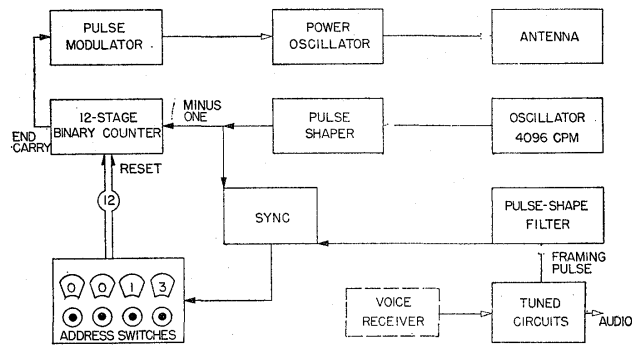 PULSE
MODULATOR
POWER
OSCILLATOR
ANTENNA
12-STAGE
BINARY COUNTER
MINUS
ONE
PULSE
SHAPER
OSCILLATOR
4096 CPM
END
CARRY
RESET
12
SYNC
PULSE-SHAPE
FILTER
FRAMING
PULSE
0 0 1 3
ADDRESS SWITCHES
VOICE
RECEIVER
TUNED
CIRCUITS
AUDIO